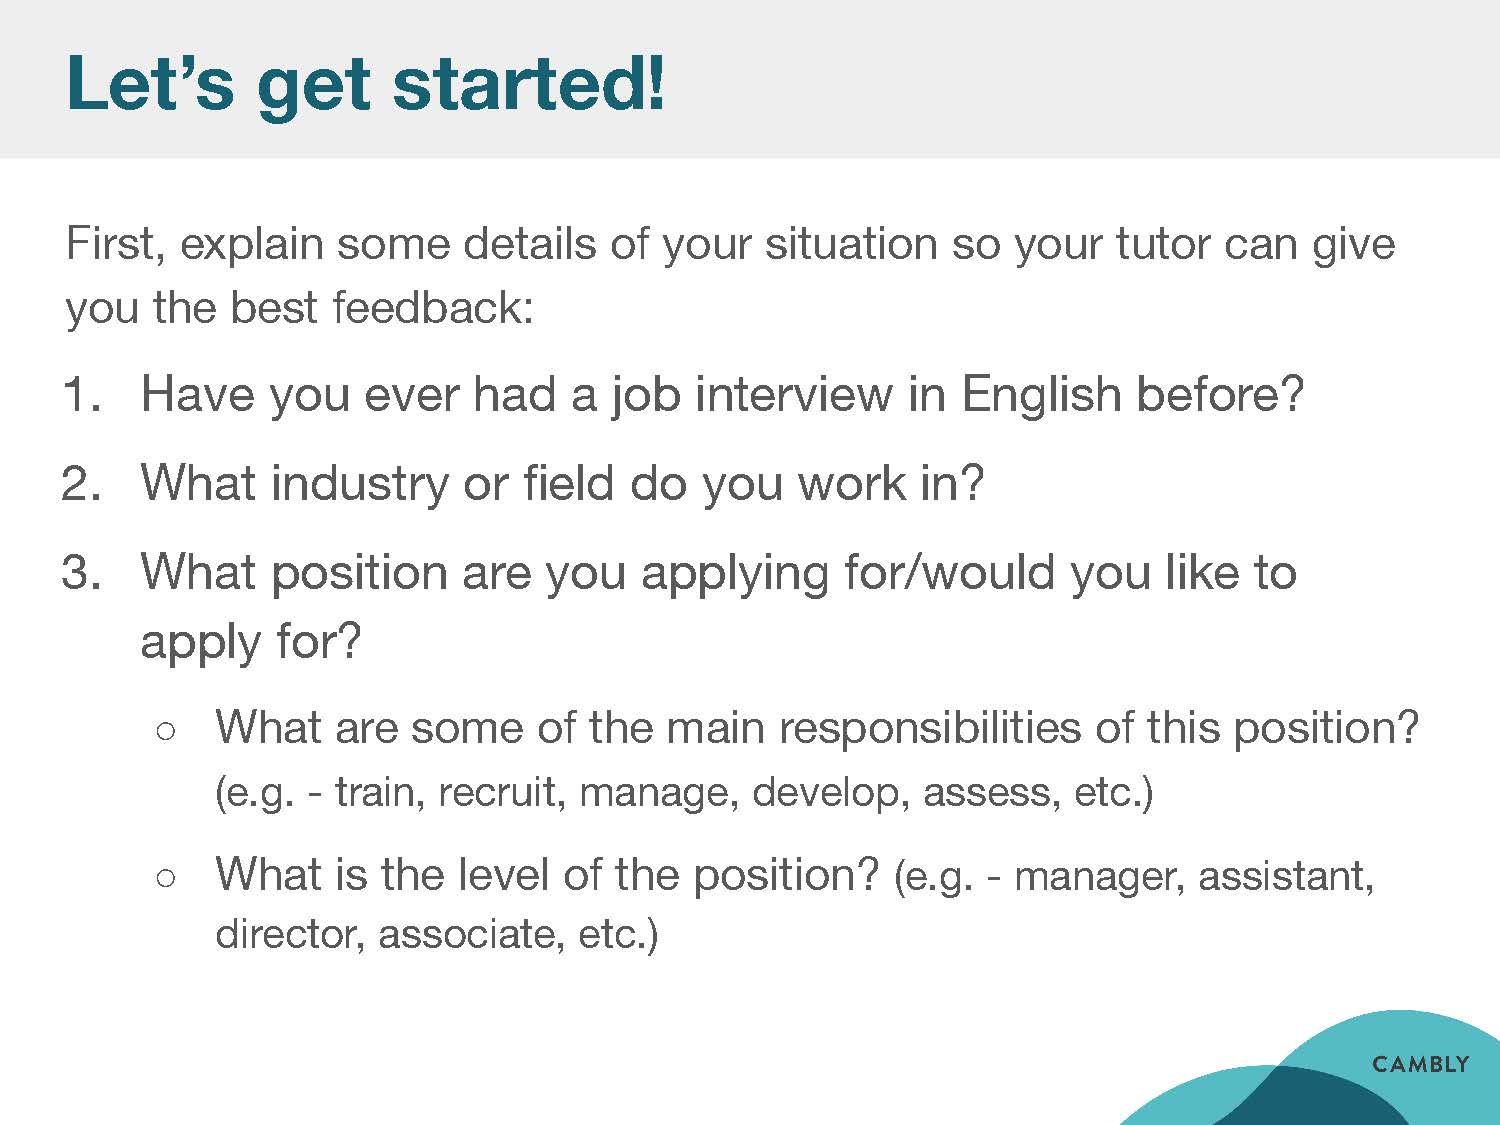 Let’s get started!
First, explain some details of your situation so your tutor can give
you the best feedback:
1. Have you ever had a job interview in English before?
2. What industry or field do you work in?
3. What position are you applying for/would you like to
apply for?
○ What are some of the main responsibilities of this position?
(e.g. - train, recruit, manage, develop, assess, etc.)
○ What is the level of the position? (e.g. - manager, assistant,
director, associate, etc.)
CAMBLY